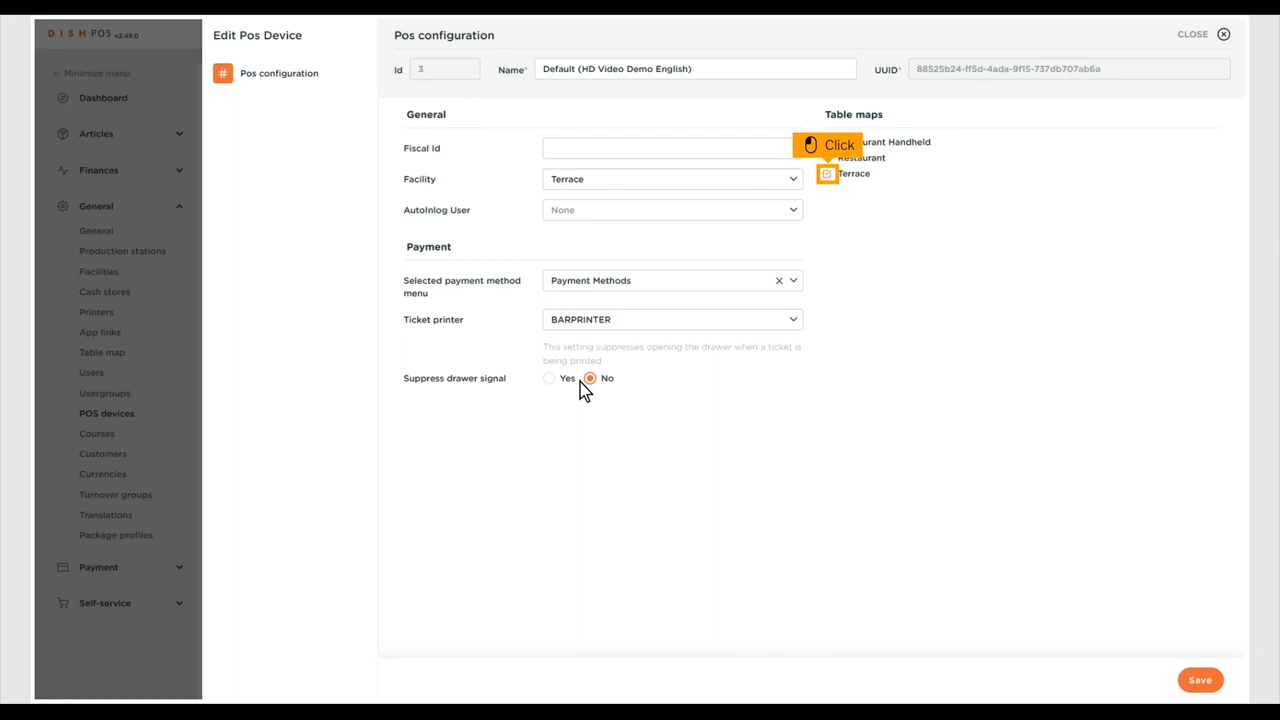 DISH POS v2.49.0
Minimize menu
Dashboard
Articles
Finances
General
General
Production stations
Facilities
Cash stores
Printers
App links
Table map
Users
Usergroups
POS devices
Courses
Customers
Currencies
Turnover groups
Translations
Package profiles
Payment
Self-service
Edit Pos Device
# Pos configuration
Pos configuration
CLOSE
Id 3 Name* Default (HD Video Demo English) UUID* 88525b24-ff5d-4ada-9f15-737db707ab6a
General
Fiscal Id
Facility Terrace
AutoInlog User None
Payment
Selected payment method
menu
Payment Methods
Ticket printer BARPRINTER
This setting suppresses opening the drawer when a ticket is
being printed
Suppress drawer signal Yes No
Table maps
Click
Handheld
Restaurant
Terrace
Save